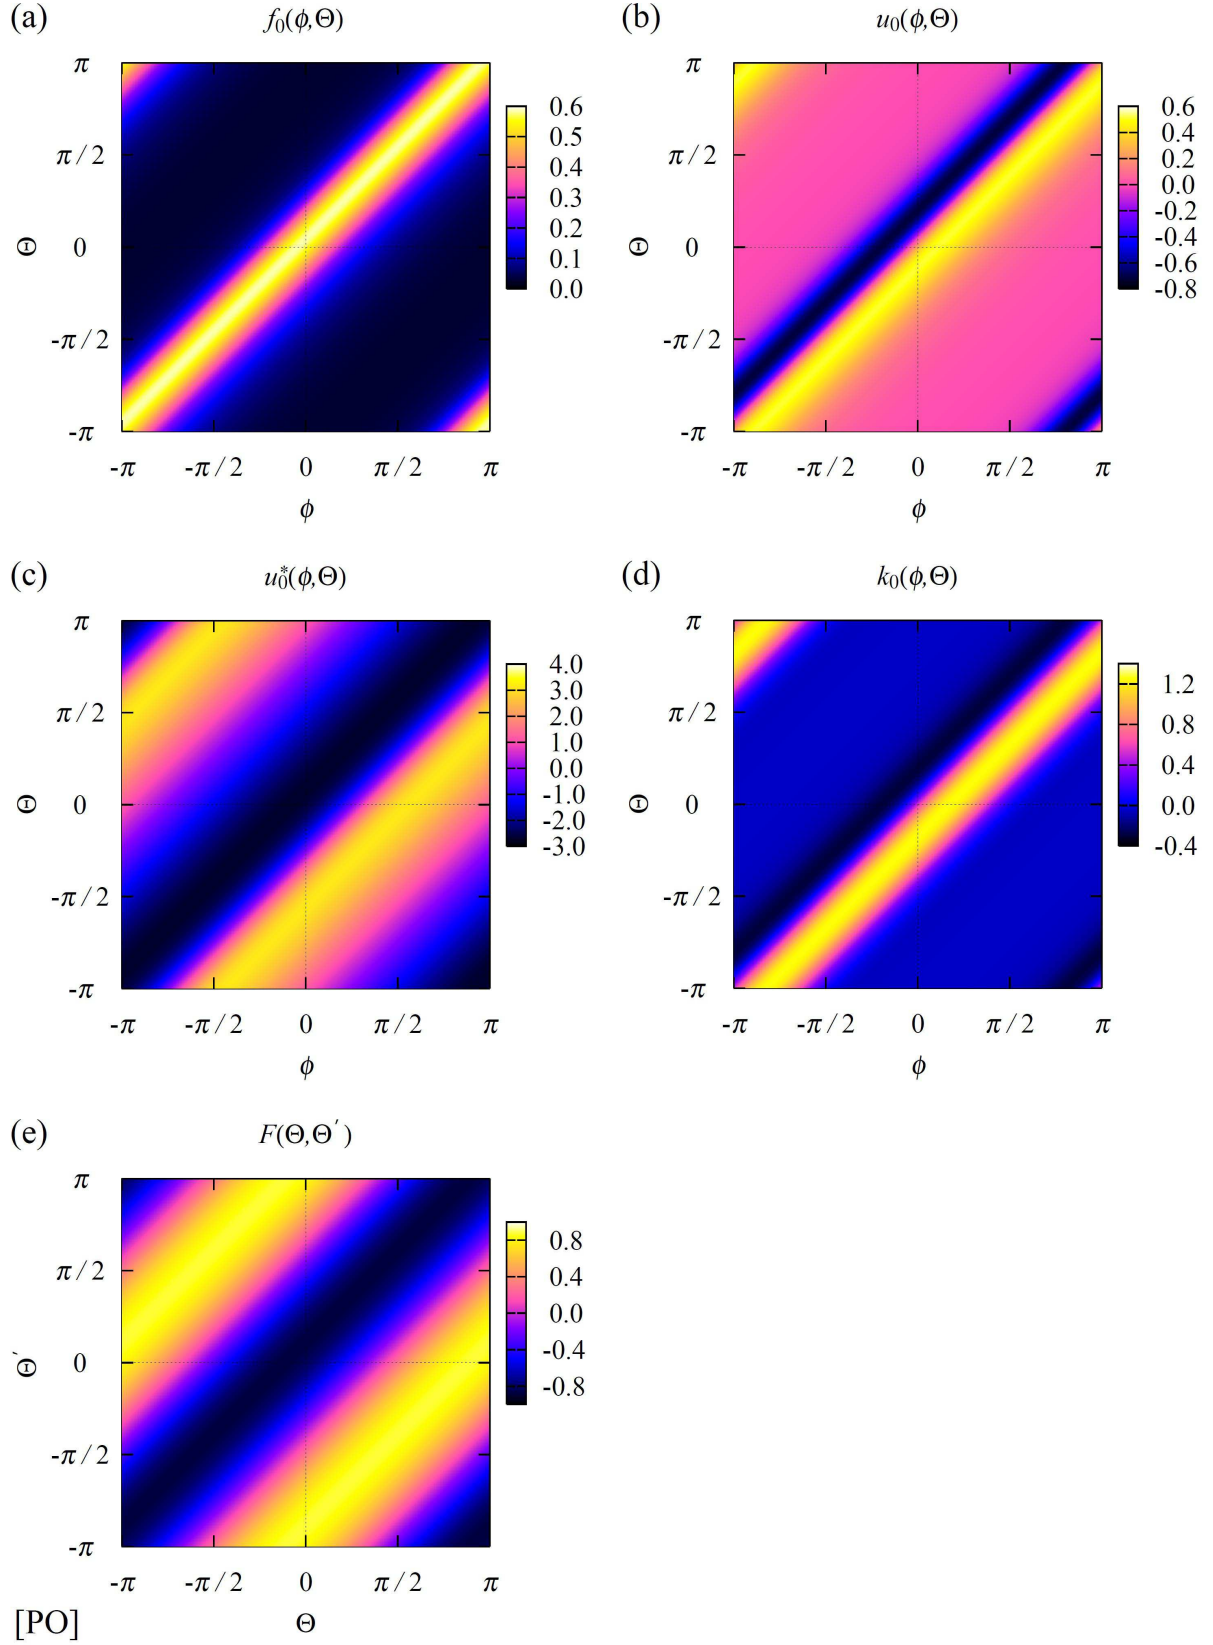 (a)
f₀(ϕ,Θ)
π
π/2
Θ 0
-π/2
-π
-π -π/2 0 π/2 π
ϕ
0.6
0.5
0.4
0.3
0.2
0.1
0.0
(b)
u₀(ϕ,Θ)
π
π/2
Θ 0
-π/2
-π
-π -π/2 0 π/2 π
ϕ
0.6
0.4
0.2
0.0
-0.2
-0.4
-0.6
-0.8
(c)
u₀*(ϕ,Θ)
π
π/2
Θ 0
-π/2
-π
-π -π/2 0 π/2 π
ϕ
4.0
3.0
2.0
1.0
0.0
-1.0
-2.0
-3.0
(d)
k₀(ϕ,Θ)
π
π/2
Θ 0
-π/2
-π
-π -π/2 0 π/2 π
ϕ
1.2
0.8
0.4
0.0
-0.4
(e)
F(Θ,Θ′)
π
π/2
Θ′ 0
-π/2
-π
-π -π/2 0 π/2 π
Θ
0.8
0.4
0.0
-0.4
-0.8
[PO]